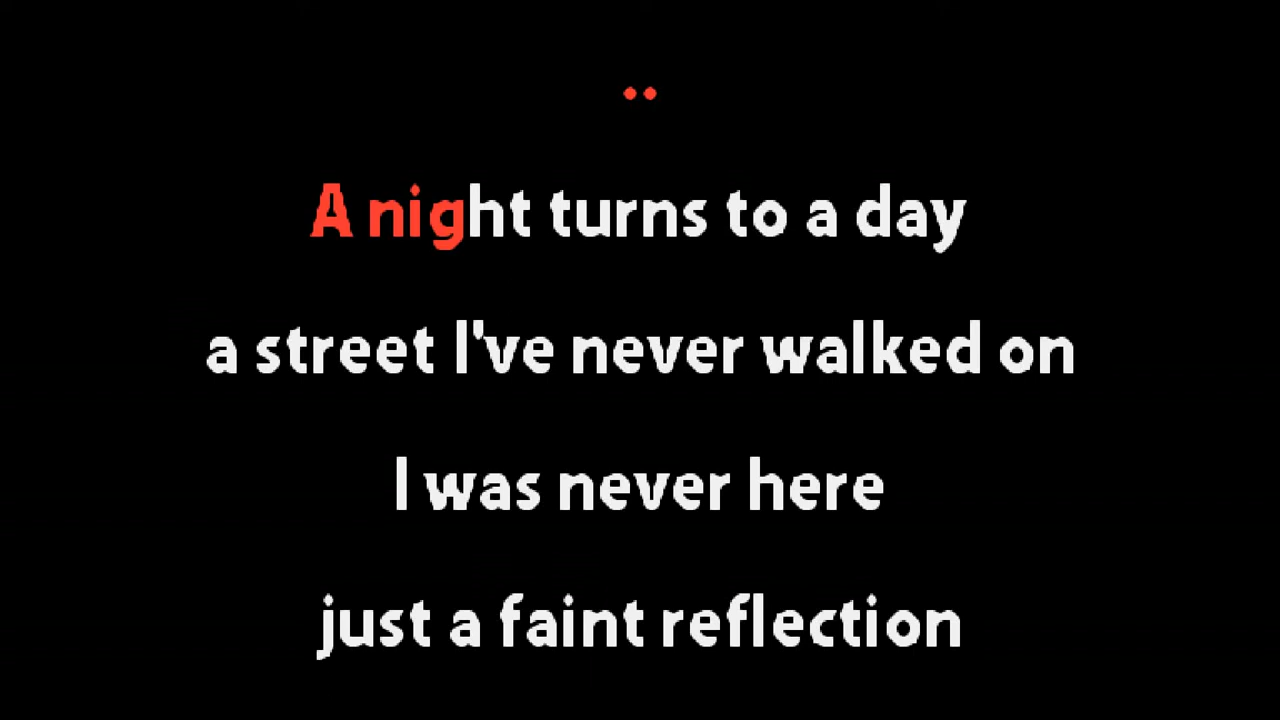 A night turns to a day
a street I've never walked on
I was never here
just a faint reflection